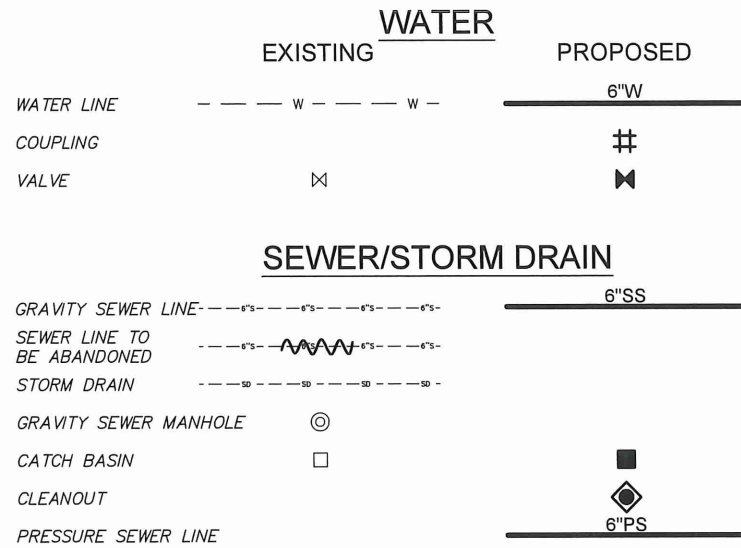 WATER
EXISTING PROPOSED
WATER LINE W W 6"W
COUPLING
VALVE
SEWER/STORM DRAIN
GRAVITY SEWER LINE 6"S 6"S 6"S 6"S 6"SS
SEWER LINE TO
BE ABANDONED 6"S 6"S 6"S 6"S
STORM DRAIN SD SD SD SD
GRAVITY SEWER MANHOLE
CATCH BASIN
CLEANOUT
PRESSURE SEWER LINE 6"PS